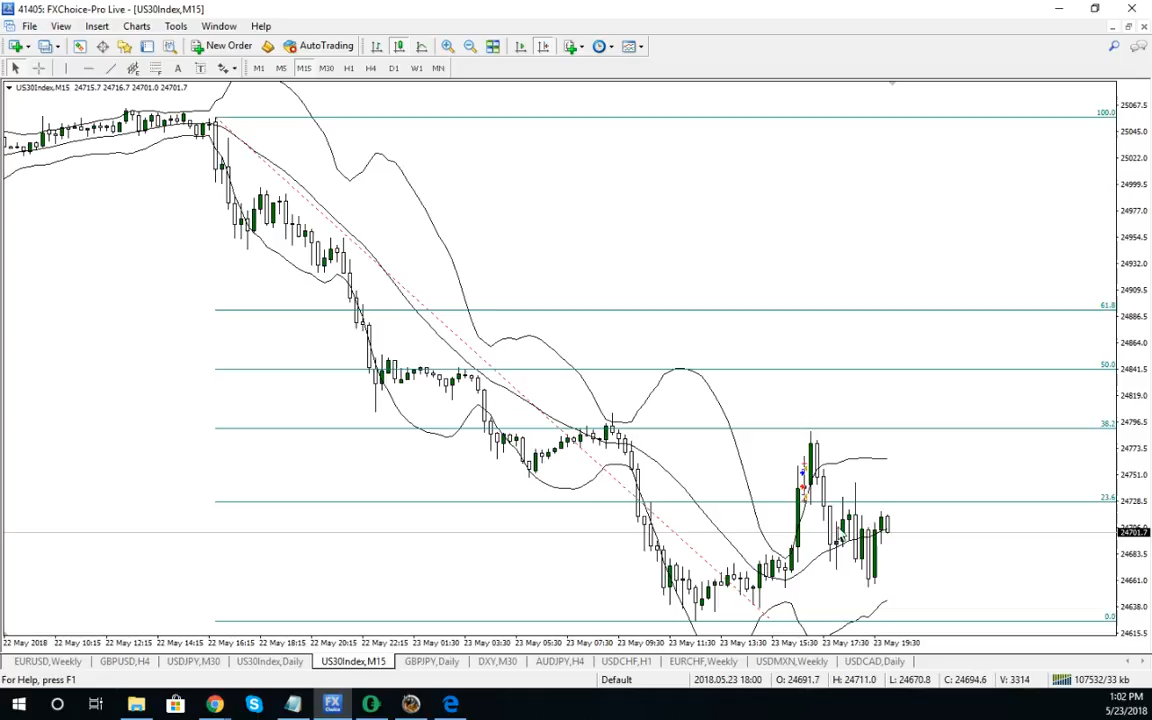 41405: FXChoice-Pro Live - [US30Index,M15]
File View Insert Charts Tools Window Help
New Order AutoTrading
A T M1 M5 M15 M30 H1 H4 D1 W1 MN
US30Index,M15 24715.7 24716.7 24701.0 24701.7
100.0
61.8
50.0
38.2
23.6
0.0
25067.5
25045.0
25022.0
24999.5
24977.0
24954.5
24932.0
24909.5
24886.5
24864.0
24841.5
24819.0
24796.5
24773.5
24751.0
24728.5
24701.7
24683.5
24661.0
24638.0
24615.5
22 May 2018 22 May 10:15 22 May 12:15 22 May 14:15 22 May 16:15 22 May 18:15 22 May 20:15 22 May 22:15 23 May 01:30 23 May 03:30 23 May 05:30 23 May 07:30 23 May 09:30 23 May 11:30 23 May 13:30 23 May 15:30 23 May 17:30 23 May 19:30
EURUSD,Weekly GBPUSD,H4 USDJPY,M30 US30Index,Daily US30Index,M15 GBPJPY,Daily DXY,M30 AUDJPY,H4 USDCHF,H1 EURCHF,Weekly USDMXN,Weekly USDCAD,Daily
For Help, press F1 Default 2018.05.23 18:00 O: 24691.7 H: 24711.0 L: 24670.8 C: 24694.6 V: 3314 107532/33 kb
FX CHOICE
1:02 PM
5/23/2018